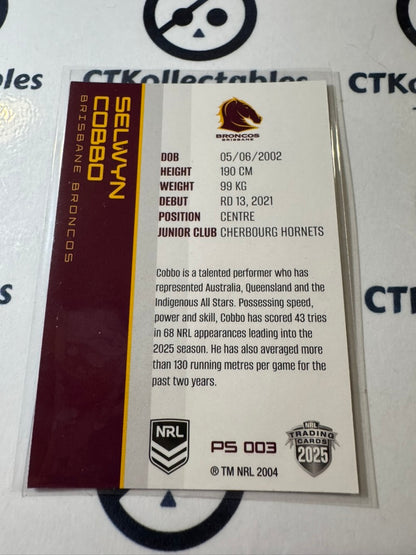 CTKollectables
CTKollectables
CTK
CTKo
CTKol
SELWYN
COBBO
BRISBANE BRONCOS
BRONCOS
BRISBANE
DOB 05/06/2002
HEIGHT 190 CM
WEIGHT 99 KG
DEBUT RD 13, 2021
POSITION CENTRE
JUNIOR CLUB CHERBOURG HORNETS
Cobbo is a talented performer who has
represented Australia, Queensland and the
Indigenous All Stars. Possessing speed,
power and skill, Cobbo has scored 43 tries
in 68 NRL appearances leading into the
2025 season. He has also averaged more
than 130 running metres per game for the
past two years.
NRL
PS 003
® TM NRL 2004
NRL
TRADING
CARDS
2025